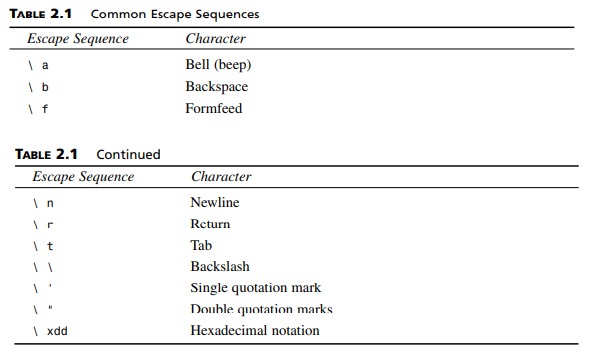 TABLE 2.1 Common Escape Sequences
Escape Sequence Character
\ a Bell (beep)
\ b Backspace
\ f Formfeed
TABLE 2.1 Continued
Escape Sequence Character
\ n Newline
\ r Return
\ t Tab
\ \ Backslash
\ ' Single quotation mark
\ " Double quotation marks
\ xdd Hexadecimal notation